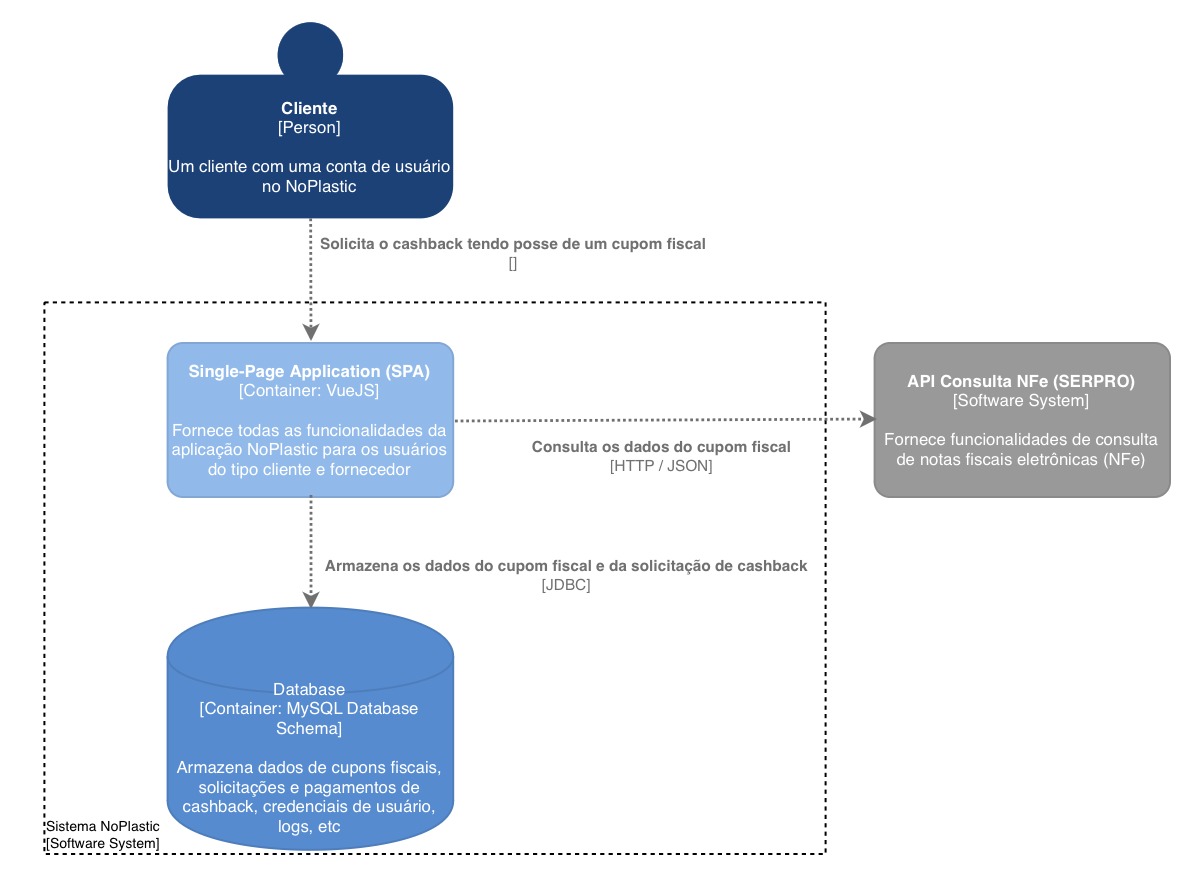 Cliente
[Person]
Um cliente com uma conta de usuário
no NoPlastic
Solicita o cashback tendo posse de um cupom fiscal
[]
Single-Page Application (SPA)
[Container: VueJS]
Fornece todas as funcionalidades da
aplicação NoPlastic para os usuários
do tipo cliente e fornecedor
Consulta os dados do cupom fiscal
[HTTP / JSON]
API Consulta NFe (SERPRO)
[Software System]
Fornece funcionalidades de consulta
de notas fiscais eletrônicas (NFe)
Armazena os dados do cupom fiscal e da solicitação de cashback
[JDBC]
Database
[Container: MySQL Database
Schema]
Armazena dados de cupons fiscais,
solicitações e pagamentos de
cashback, credenciais de usuário,
logs, etc
Sistema NoPlastic
[Software System]